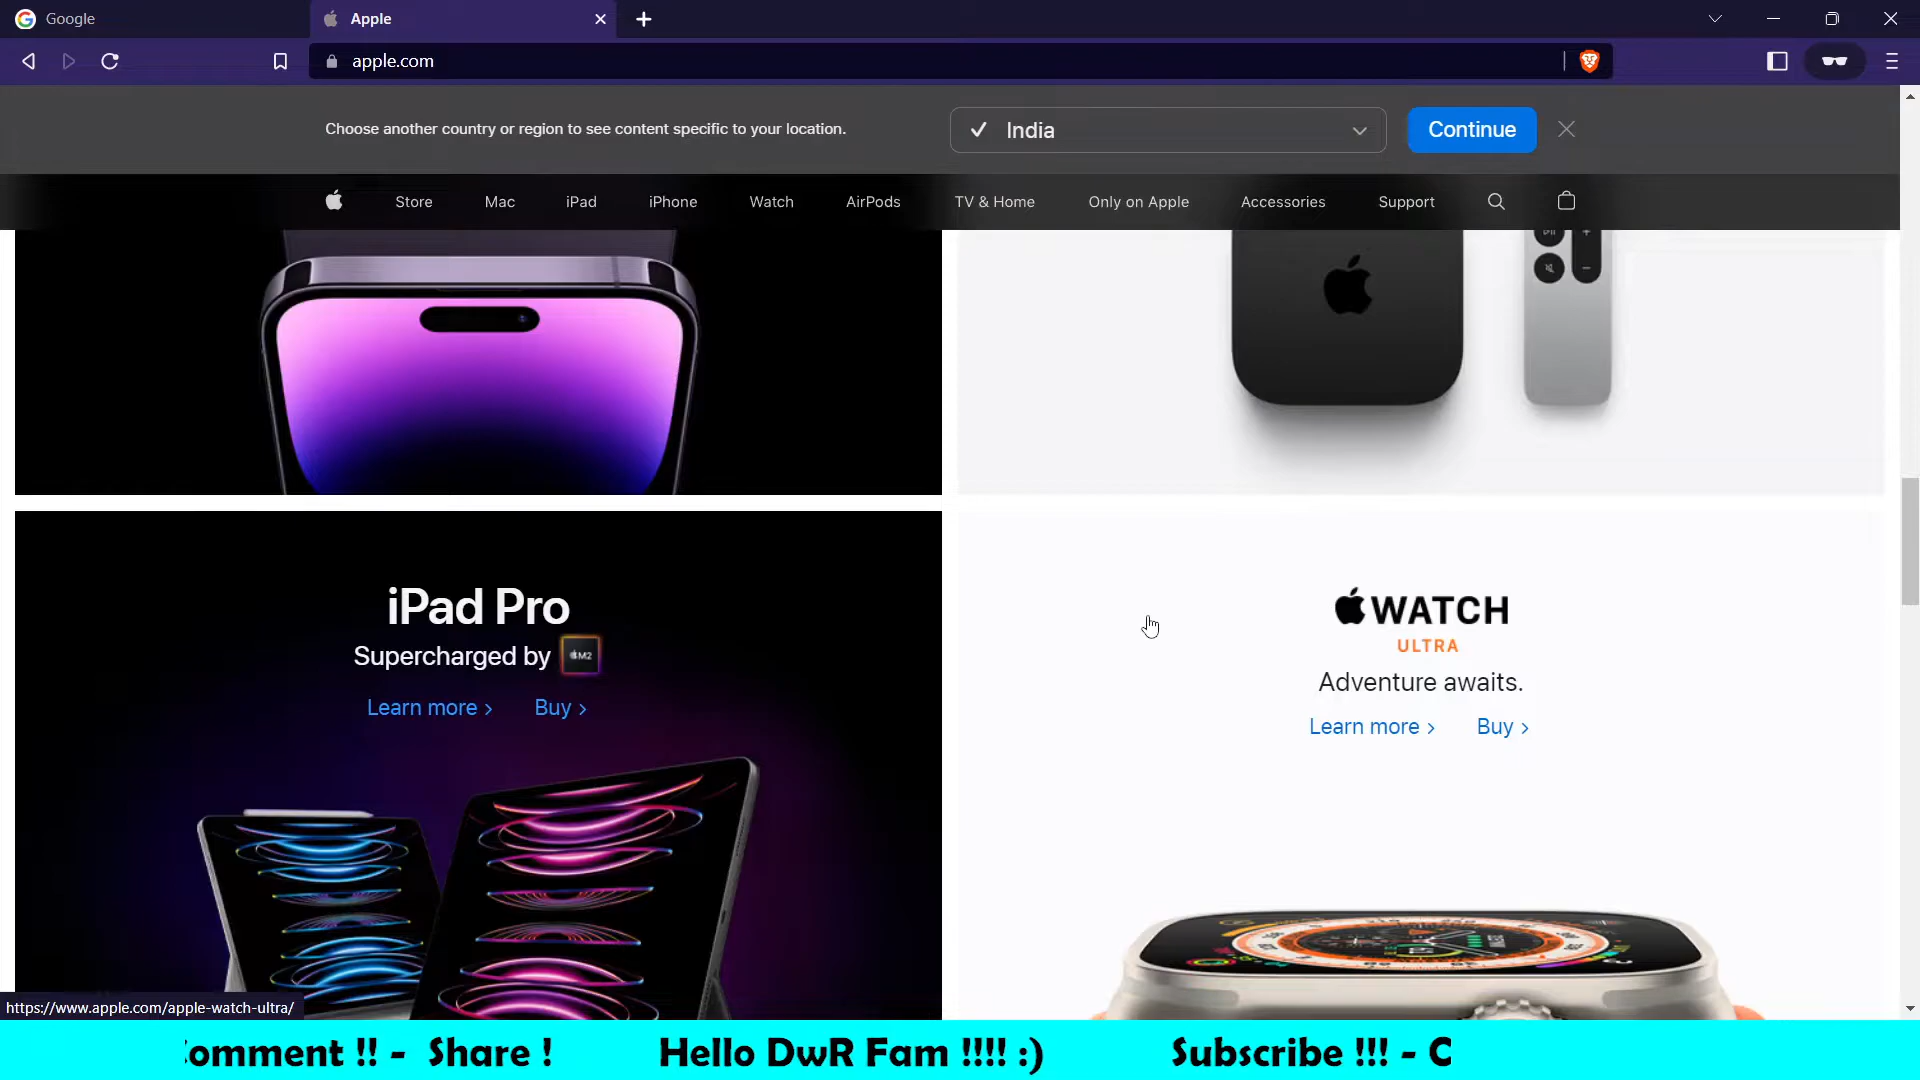 Google
Apple
apple.com
Choose another country or region to see content specific to your location.
India
Continue
Store Mac iPad iPhone Watch AirPods TV & Home Only on Apple Accessories Support
iPad Pro
Supercharged by M2
Learn more > Buy >
WATCH
ULTRA
Adventure awaits.
Learn more > Buy >
https://www.apple.com/apple-watch-ultra/
omment !! - Share ! Hello DwR Fam !!!! :) Subscribe !!! - C